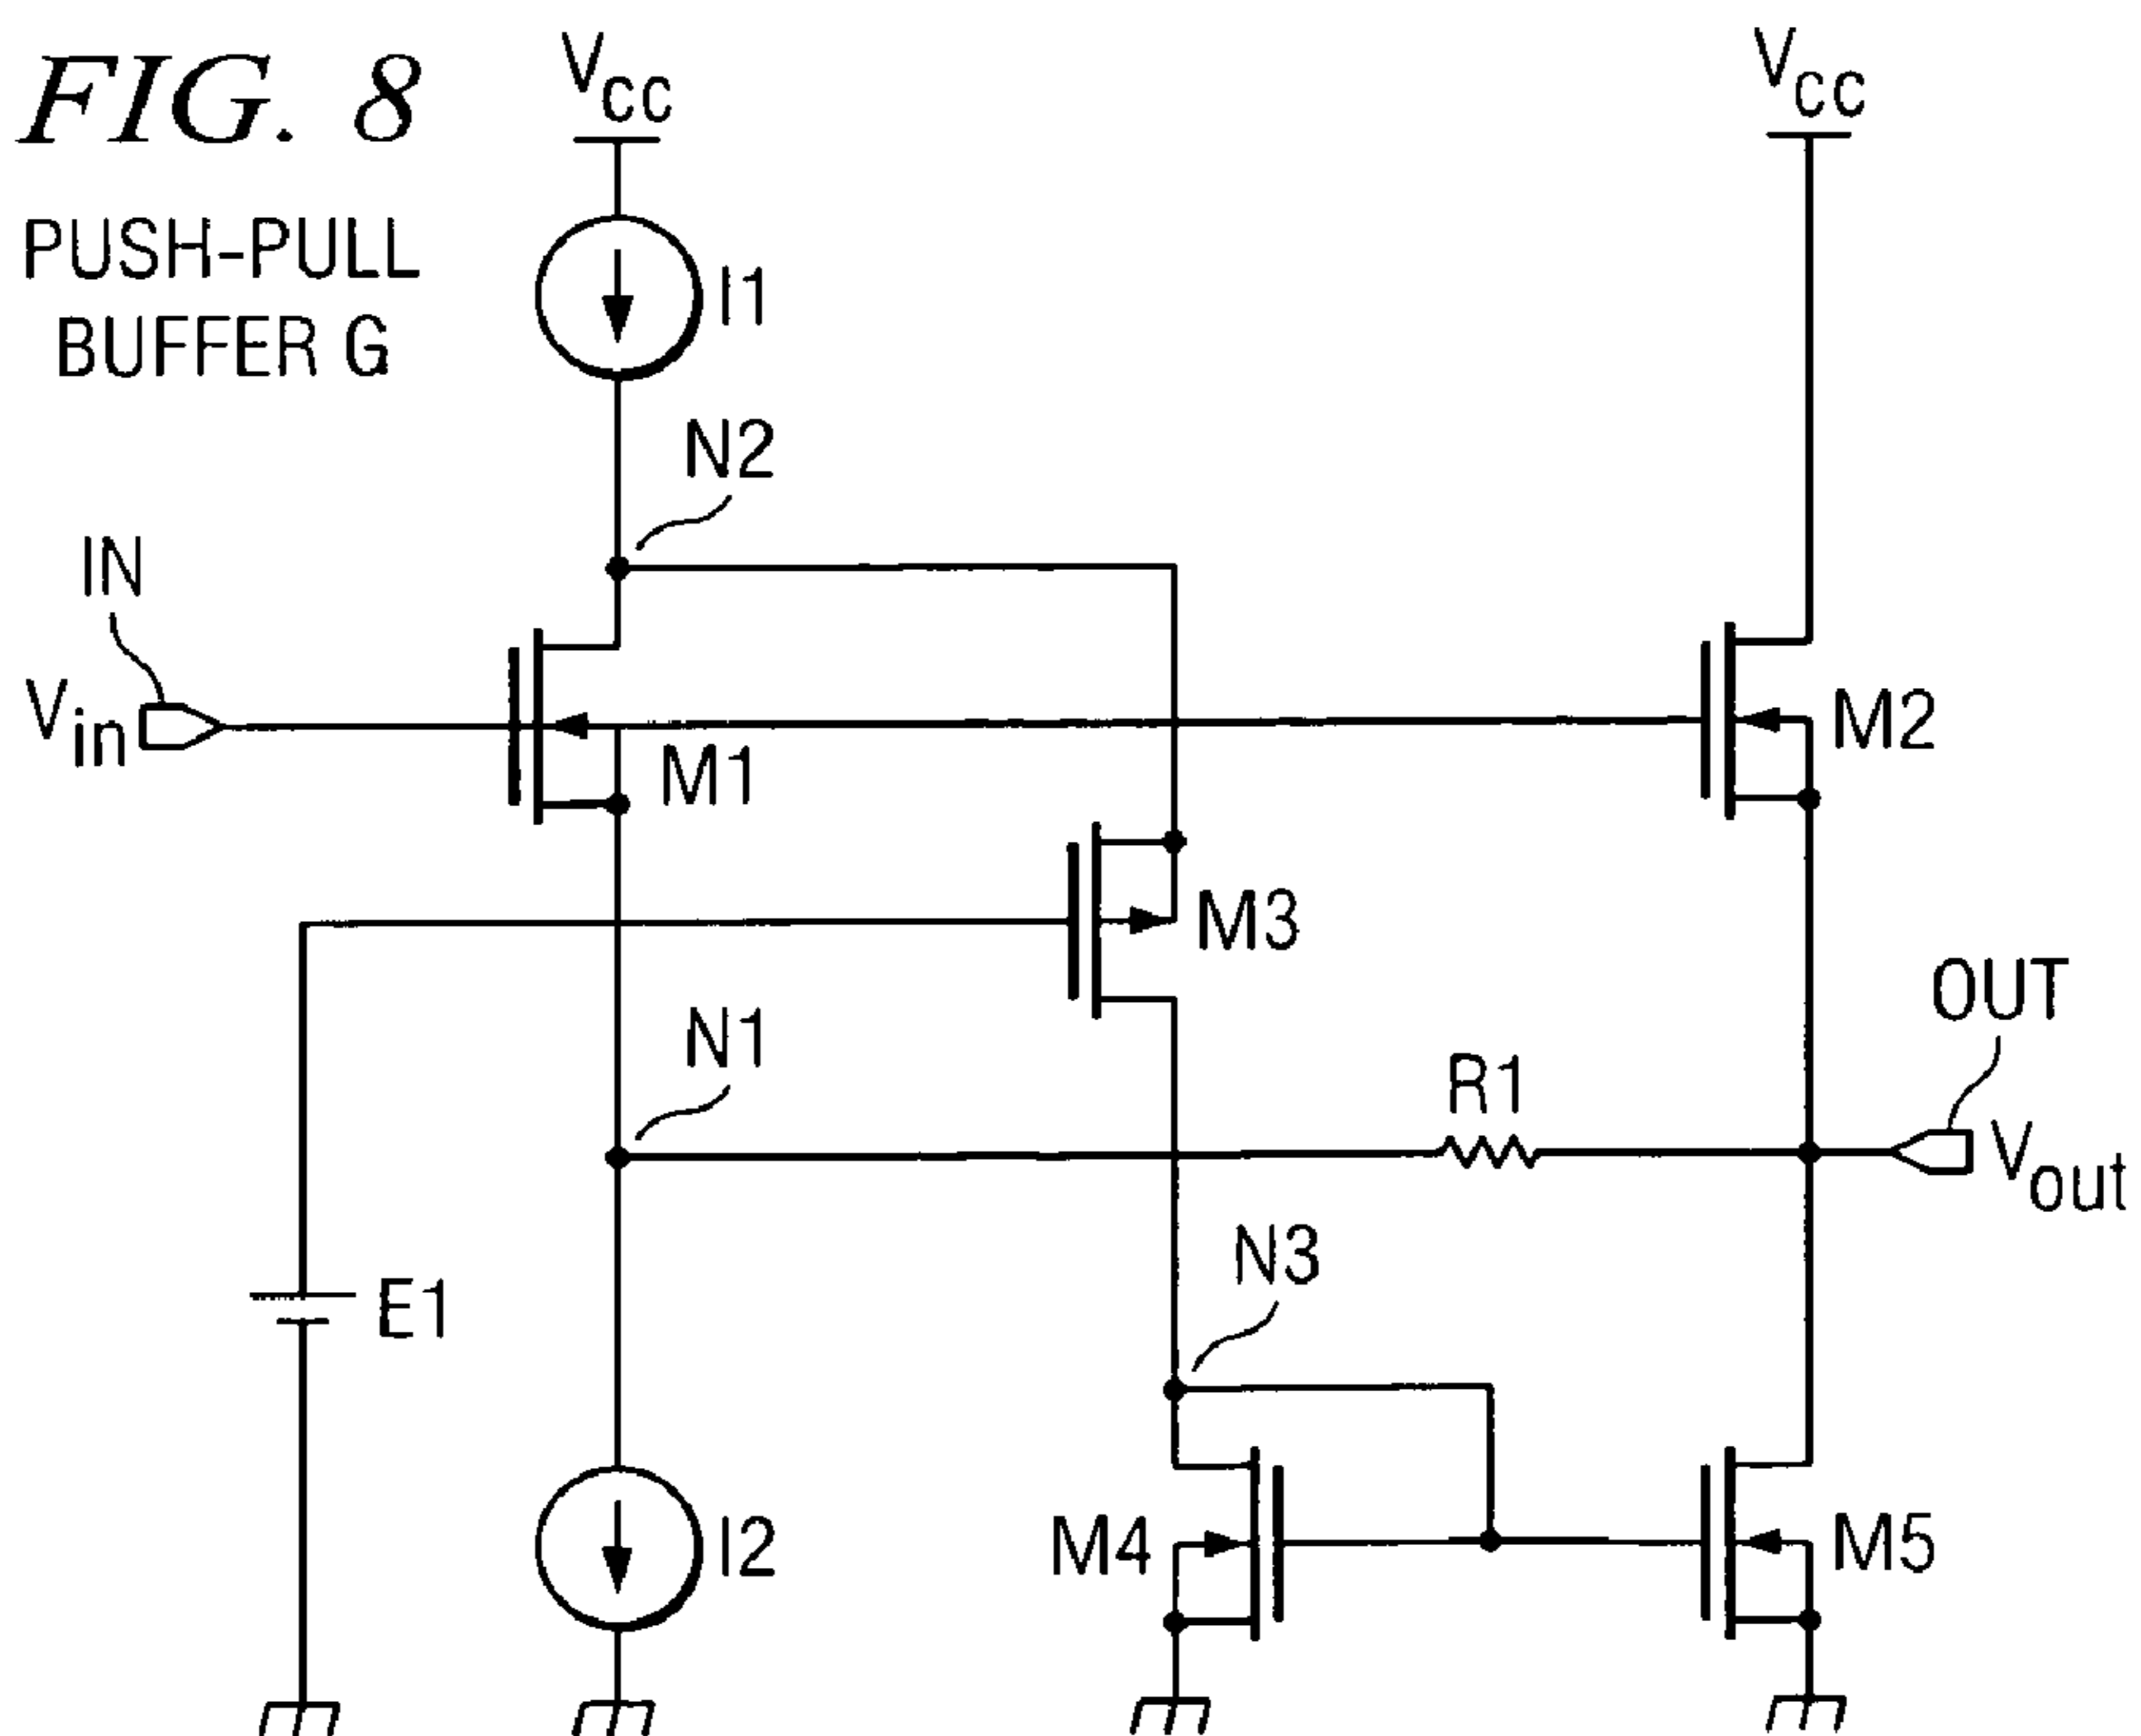 FIG. 8
PUSH-PULL
BUFFER G
Vcc
Vcc
I1
N2
IN
Vin
M1
M2
M3
N1
R1
OUT
Vout
N3
E1
I2
M4
M5